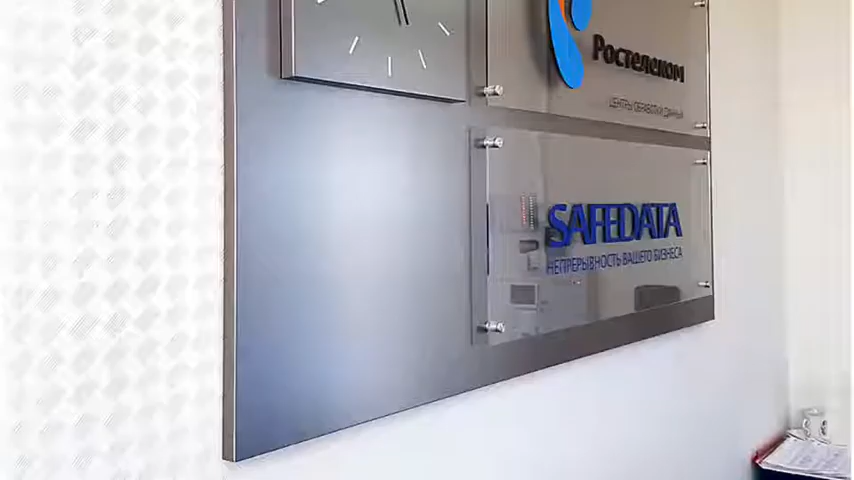 Ростелеком
ЦЕНТРЫ ОБРАБОТКИ ДАННЫХ
SAFEDATA
НЕПРЕРЫВНОСТЬ ВАШЕГО БИЗНЕСА